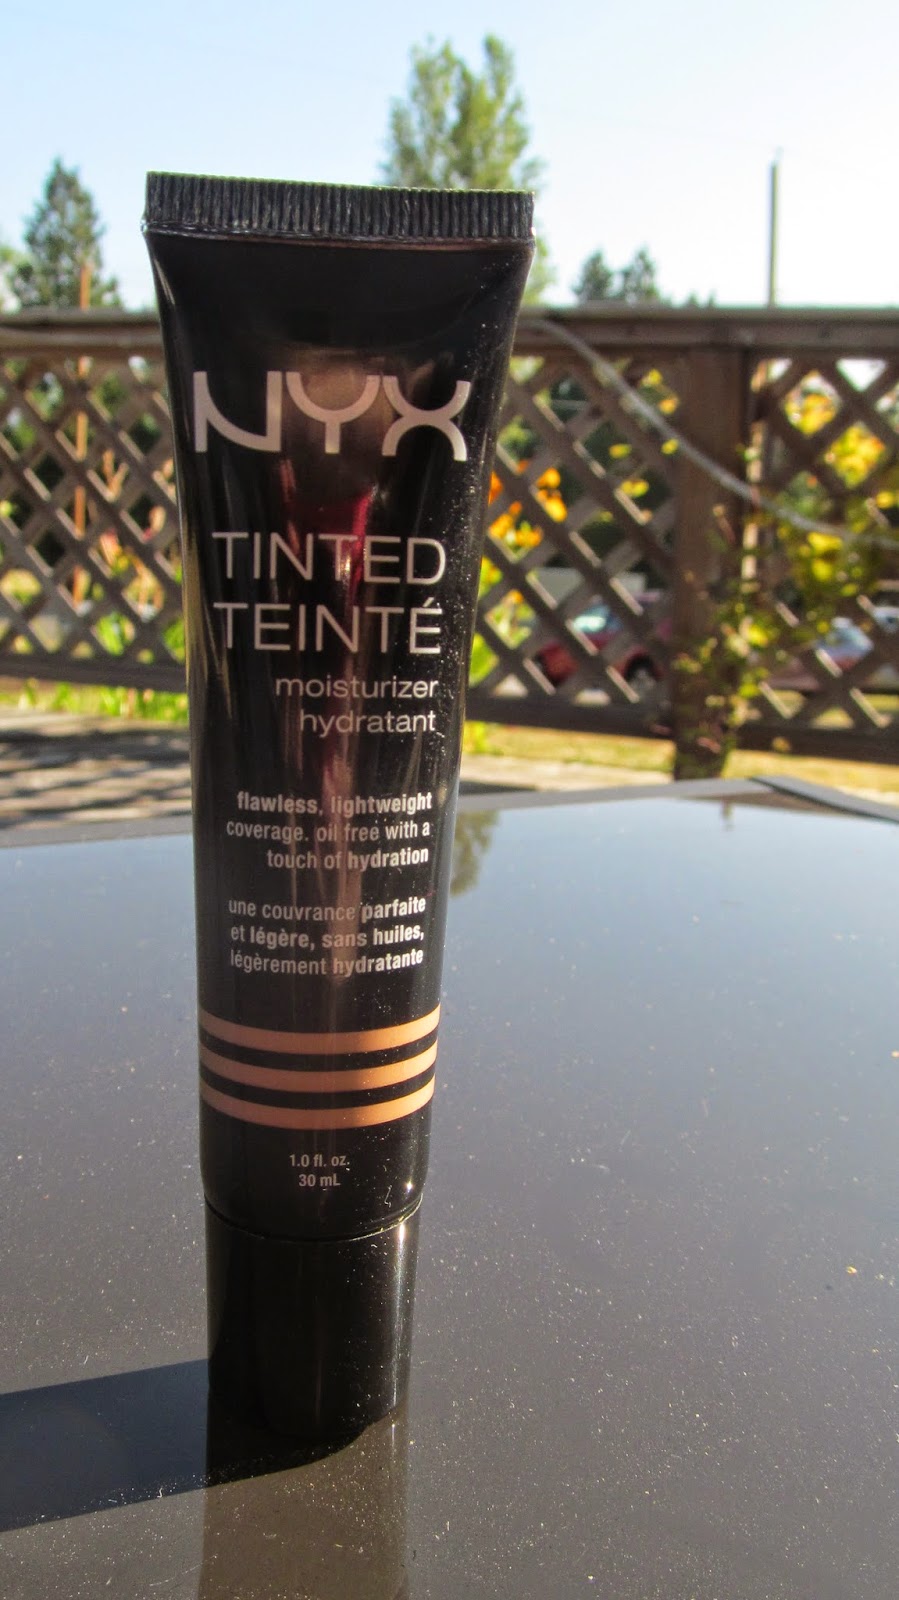 NYX
TINTED
TEINTÉ
moisturizer
hydratant
flawless, lightweight
coverage. oil free with a
touch of hydration
une couvrance parfaite
et légère, sans huiles,
légèrement hydratante
1.0 fl. oz.
30 mL